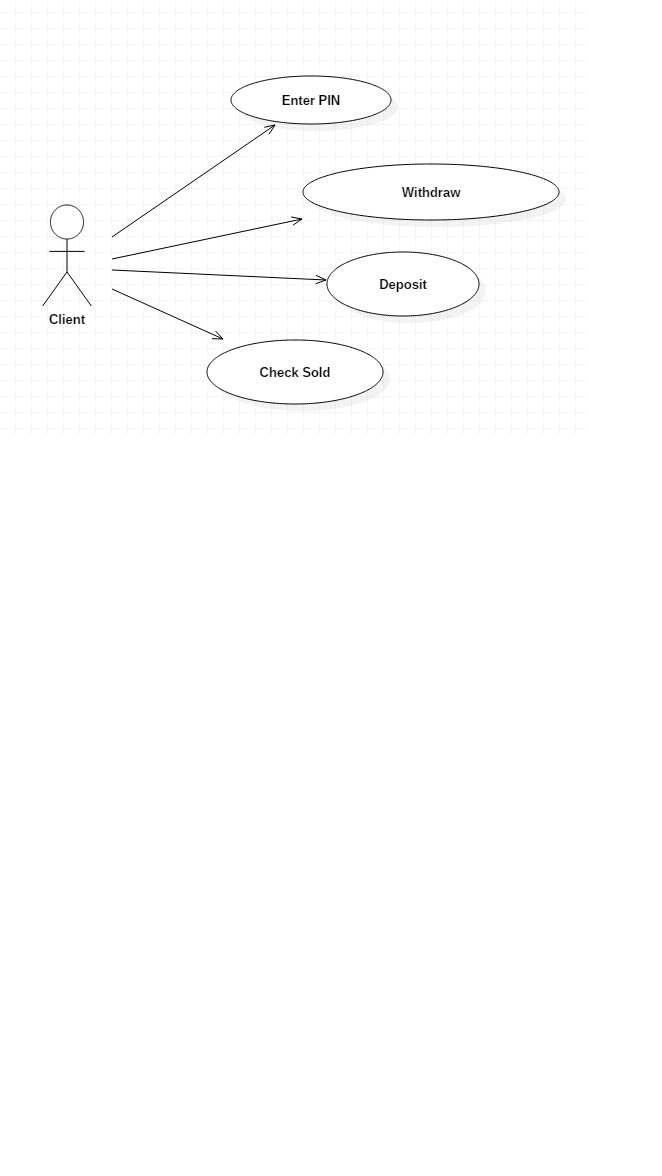 Enter PIN
Withdraw
Deposit
Client
Check Sold